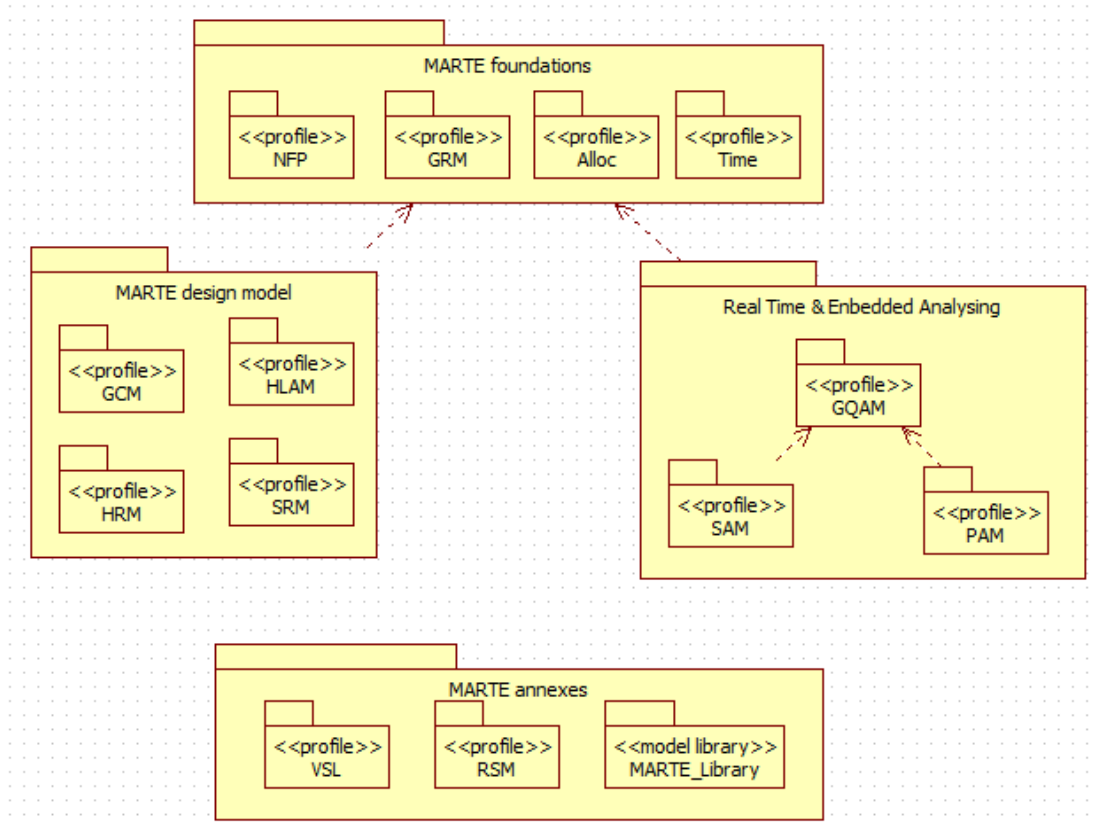 MARTE foundations
<<profile>>
NFP
<<profile>>
GRM
<<profile>>
Alloc
<<profile>>
Time
MARTE design model
<<profile>>
GCM
<<profile>>
HLAM
<<profile>>
HRM
<<profile>>
SRM
Real Time & Enbedded Analysing
<<profile>>
GQAM
<<profile>>
SAM
<<profile>>
PAM
MARTE annexes
<<profile>>
VSL
<<profile>>
RSM
<<model library>>
MARTE_Library